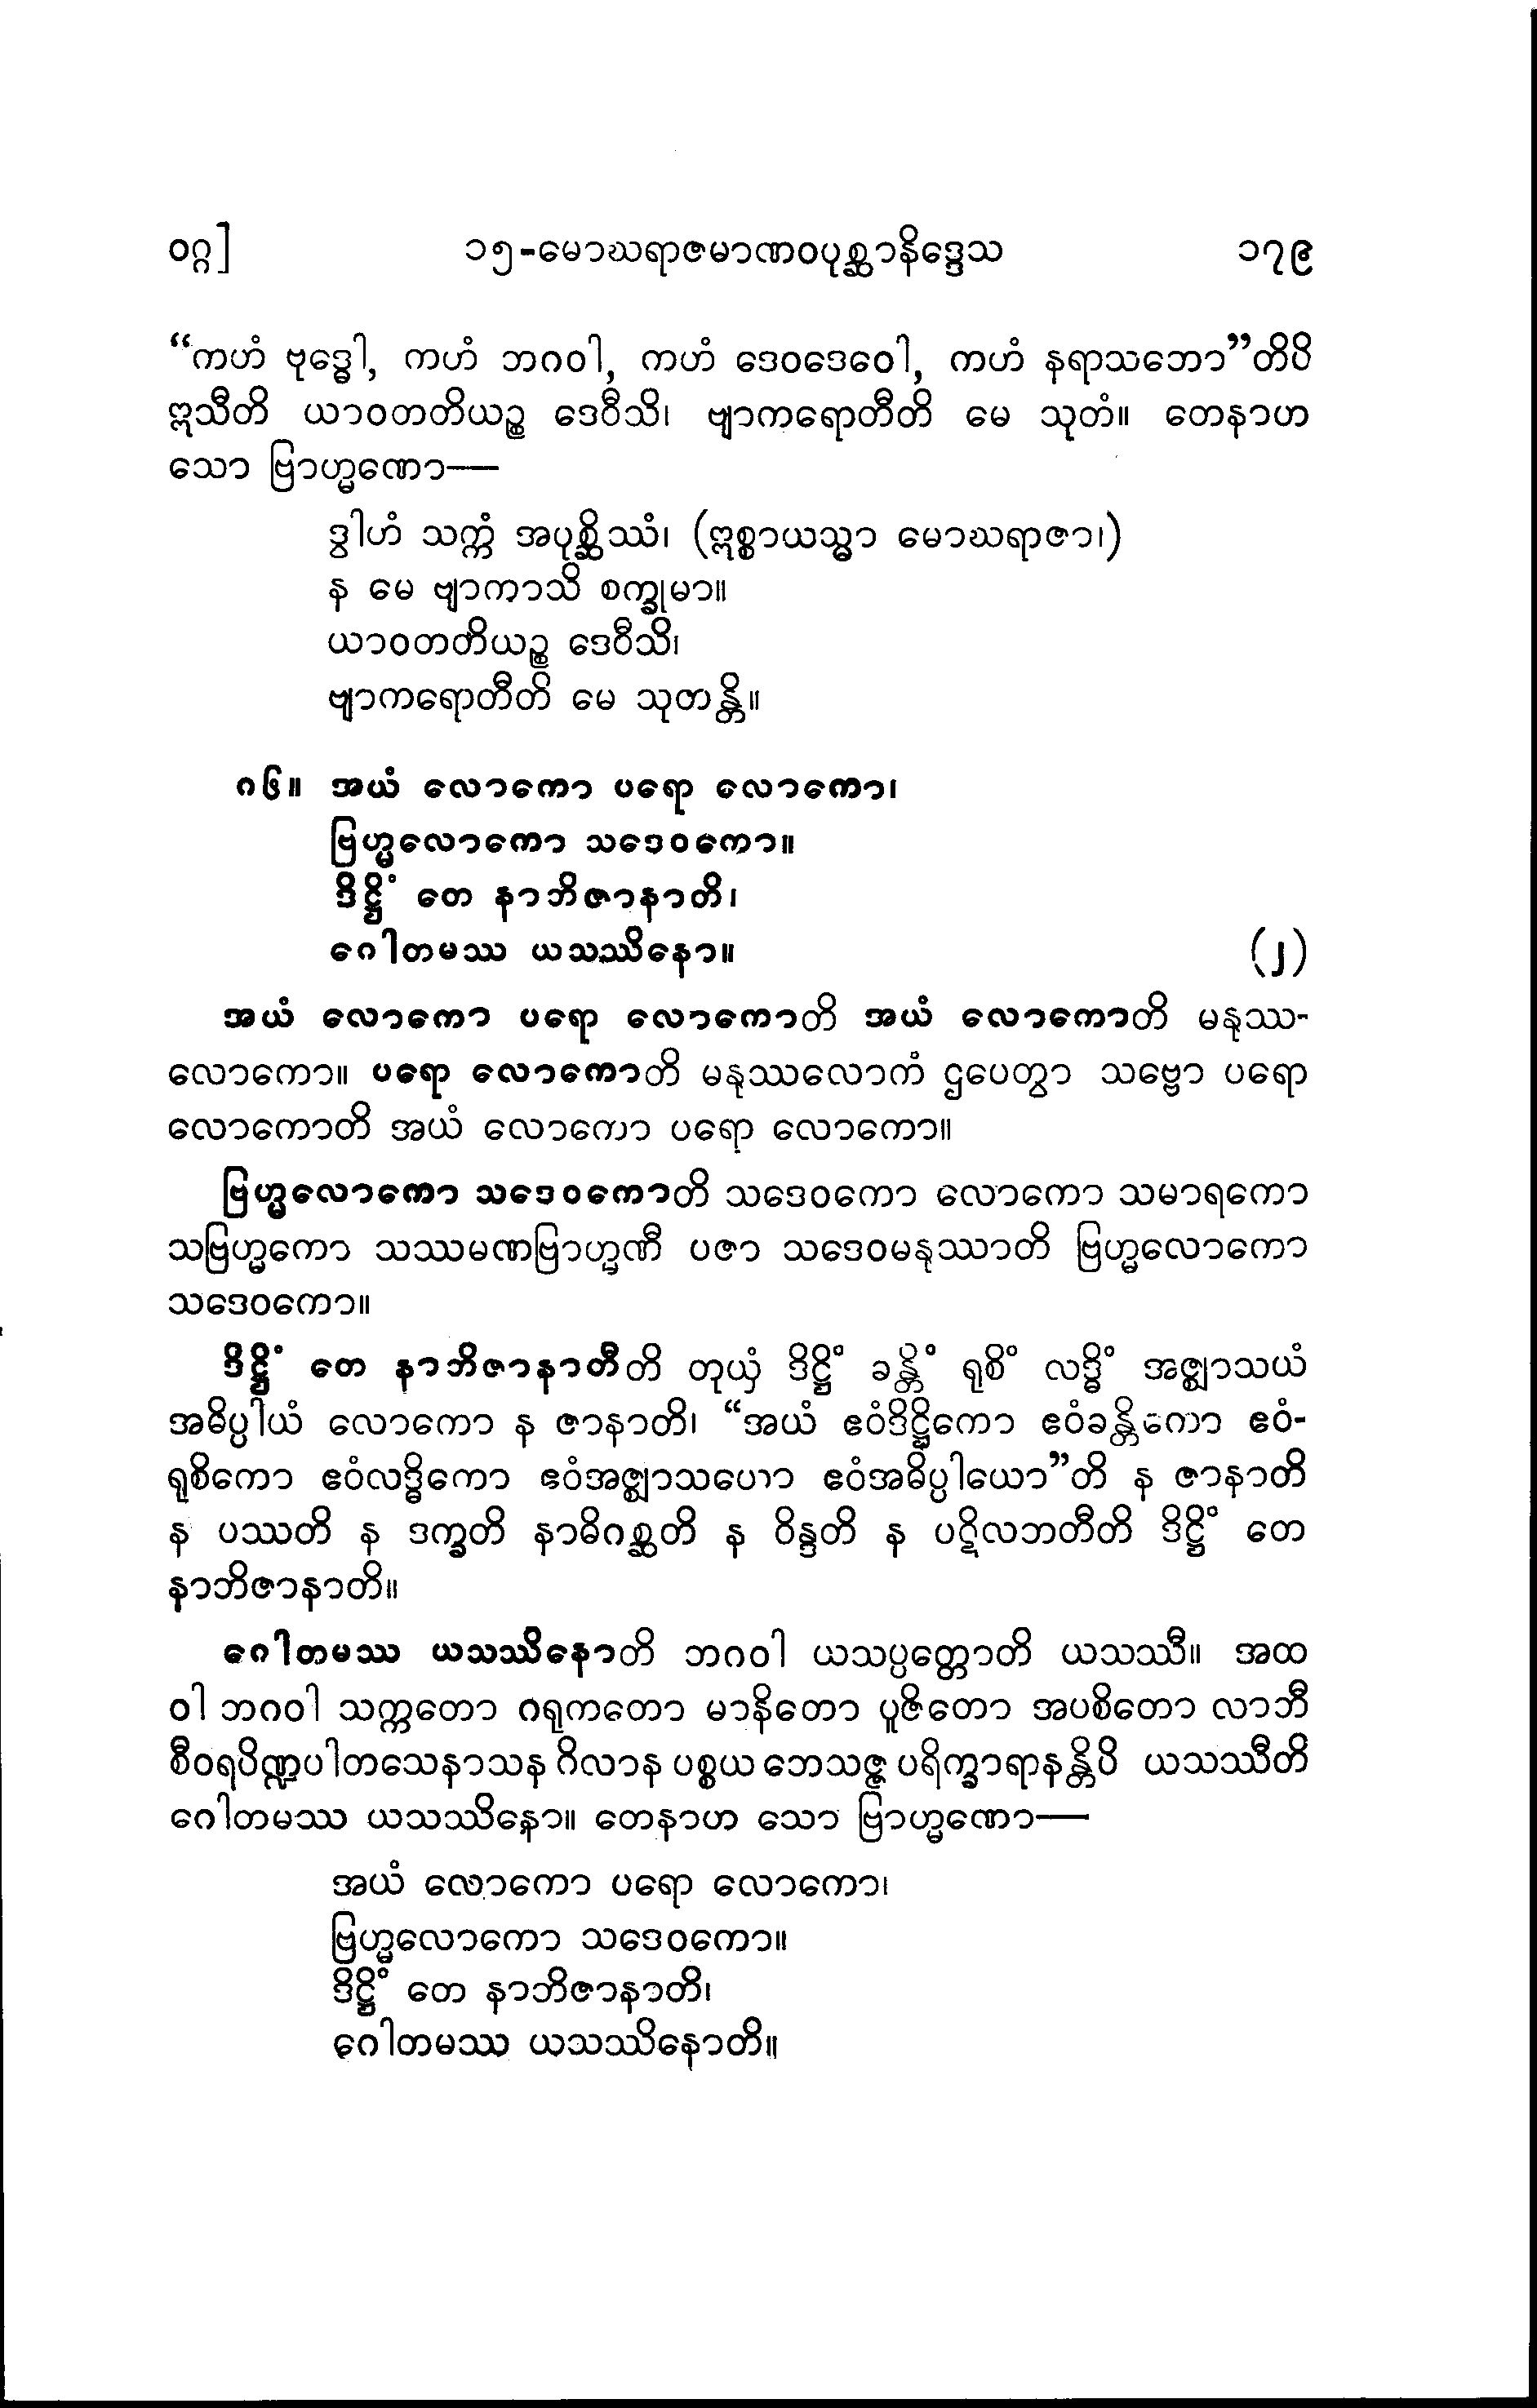 ဝဂ္ဂ] ၁၅-မောဃရာဇမာဏဝပုစ္ဆာနိဒ္ဒေသ ၁၇၉
“ကဟံ ဗုဒ္ဓေါ, ကဟံ ဘဂဝါ, ကဟံ ဒေဝဒေဝေါ, ကဟံ နရာသဘော”တိပိ
ဣသီတိ ယာဝတတိယဉ္စ ဒေဝီသိ၊ ဗျာကရောတီတိ မေ သုတံ။ တေနာဟ
သော ဗြာဟ္မဏော—
ဒွါဟံ သက္ကံ အပုစ္ဆိဿံ၊ (ဣစ္စာယသ္မာ မောဃရာဇာ၊)
န မေ ဗျာကာသိ စက္ခုမာ။
ယာဝတတိယဉ္စ ဒေဝီသိ၊
ဗျာကရောတီတိ မေ သုတန္တိ။
၈၆။ အယံ လောကော ပရော လောကော၊
ဗြဟ္မလောကော သဒေဝကော။
ဒိဋ္ဌိံ တေ နာဘိဇာနာတိ၊
ဂေါတမဿ ယသဿိနော။ (၂)
အယံ လောကော ပရော လောကောတိ အယံ လောကောတိ မနုဿ-
လောကော။ ပရော လောကောတိ မနုဿလောကံ ဌပေတွာ သဗ္ဗော ပရော
လောကောတိ အယံ လောကော ပရော လောကော။
ဗြဟ္မလောကော သဒေဝကောတိ သဒေဝကော လောကော သမာရကော
သဗြဟ္မကော သဿမဏဗြာဟ္မဏီ ပဇာ သဒေဝမနုဿာတိ ဗြဟ္မလောကော
သဒေဝကော။
ဒိဋ္ဌိံ တေ နာဘိဇာနာတီတိ တုယှံ ဒိဋ္ဌိံ ခန္တိံ ရုစိံ လဒ္ဓိံ အဇ္ဈာသယံ
အဓိပ္ပါယံ လောကော န ဇာနာတိ၊ “အယံ ဧဝံဒိဋ္ဌိကော ဧဝံခန္တိကော ဧဝံ-
ရုစိကော ဧဝံလဒ္ဓိကော ဧဝံအဇ္ဈာသယော ဧဝံအဓိပ္ပါယော”တိ န ဇာနာတိ
န ပဿတိ န ဒက္ခတိ နာဓိဂစ္ဆတိ န ဝိန္ဒတိ န ပဋိလဘတီတိ ဒိဋ္ဌိံ တေ
နာဘိဇာနာတိ။
ဂေါတမဿ ယသဿိနောတိ ဘဂဝါ ယသပ္ပတ္တောတိ ယသဿီ။ အထ
ဝါ ဘဂဝါ သက္ကတော ဂရုကတော မာနိတော ပူဇိတော အပစိတော လာဘီ
စီဝရပိဏ္ဍပါတသေနာသန ဂိလာန ပစ္စယ ဘေသဇ္ဇ ပရိက္ခာရာနန္တိပိ ယသဿီတိ
ဂေါတမဿ ယသဿိနော။ တေနာဟ သော ဗြာဟ္မဏော—
အယံ လောကော ပရော လောကော၊
ဗြဟ္မလောကော သဒေဝကော။
ဒိဋ္ဌိံ တေ နာဘိဇာနာတိ၊
ဂေါတမဿ ယသဿိနောတိ။